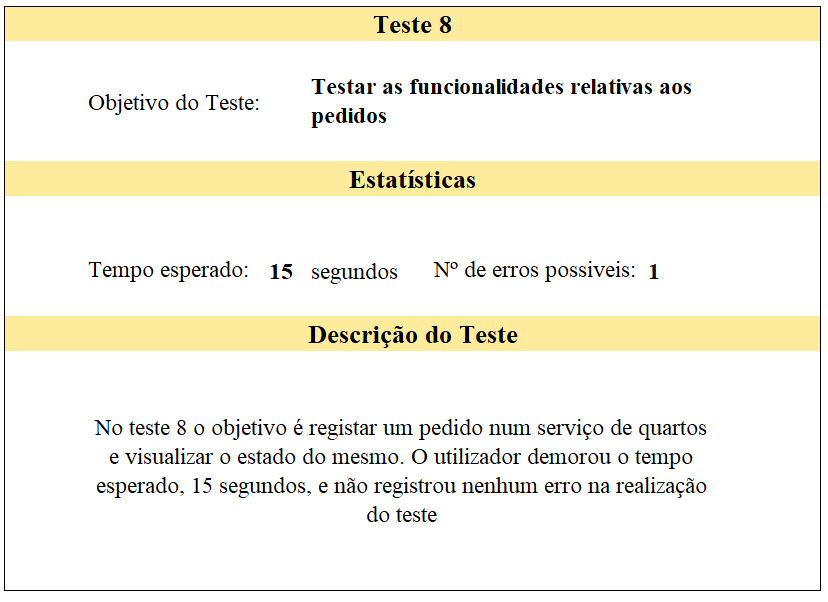 Teste 8
Objetivo do Teste:
Testar as funcionalidades relativas aos
pedidos
Estatísticas
Tempo esperado: 15 segundos Nº de erros possiveis: 1
Descrição do Teste
No teste 8 o objetivo é registar um pedido num serviço de quartos
e visualizar o estado do mesmo. O utilizador demorou o tempo
esperado, 15 segundos, e não registrou nenhum erro na realização
do teste